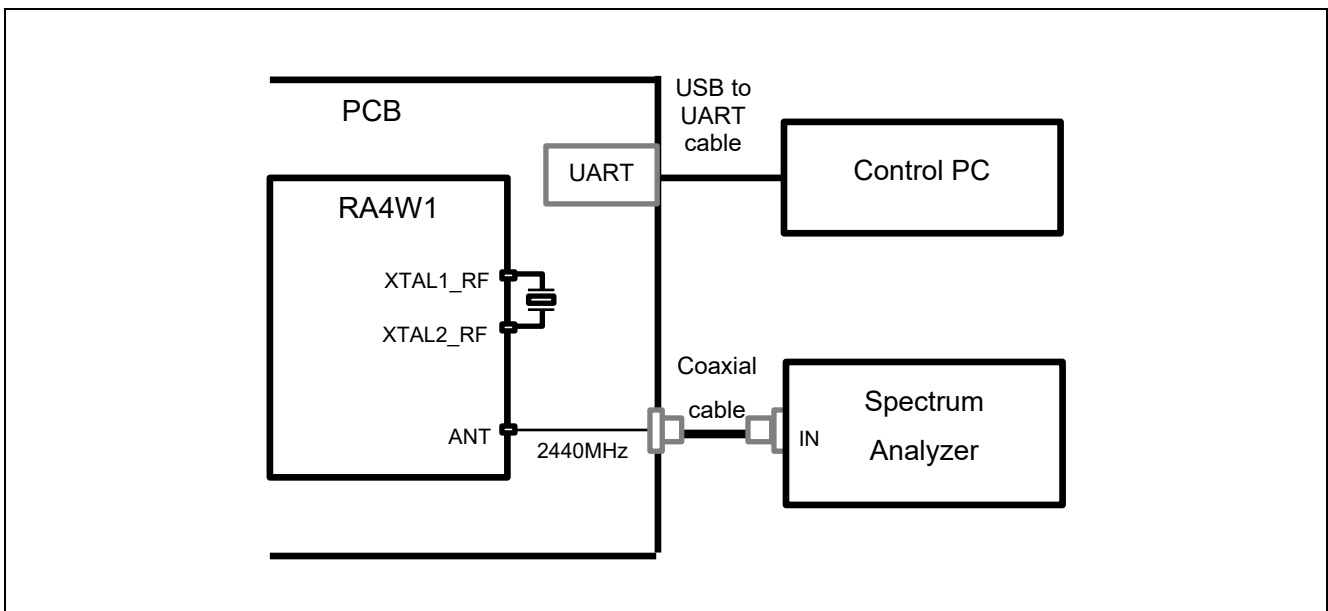 PCB
USB to
UART
cable
UART
Control PC
RA4W1
XTAL1_RF
XTAL2_RF
ANT
2440MHz
Coaxial
cable
IN
Spectrum
Analyzer